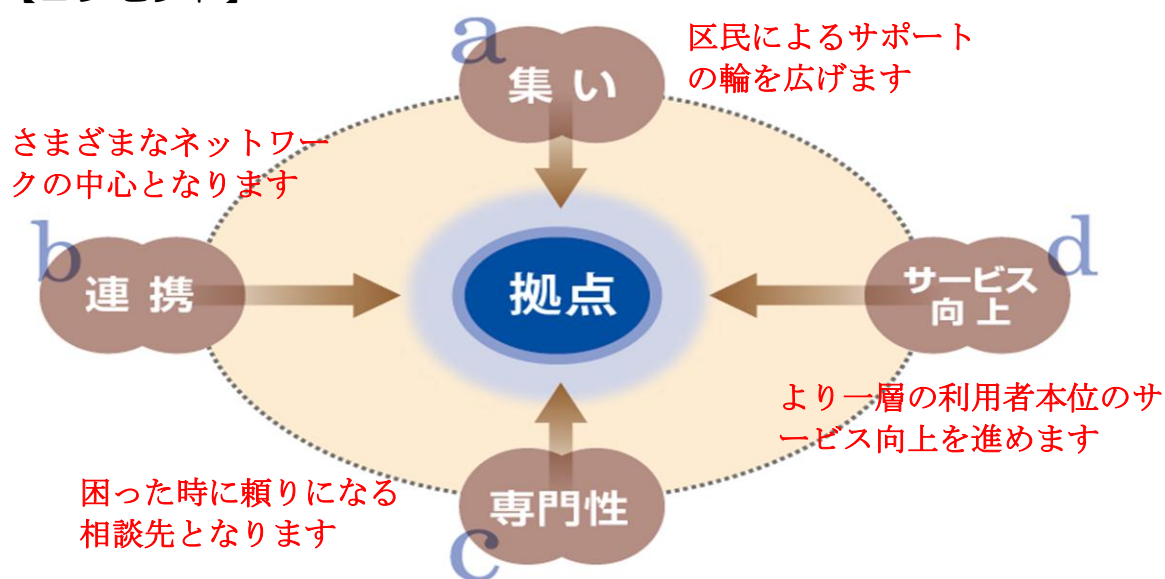 a
集い
区民によるサポート
の輪を広げます
さまざまなネットワー
クの中心となります
b
連携
拠点
d
サービス
向上
より一層の利用者本位のサ
ービス向上を進めます
困った時に頼りになる
相談先となります
専門性
c